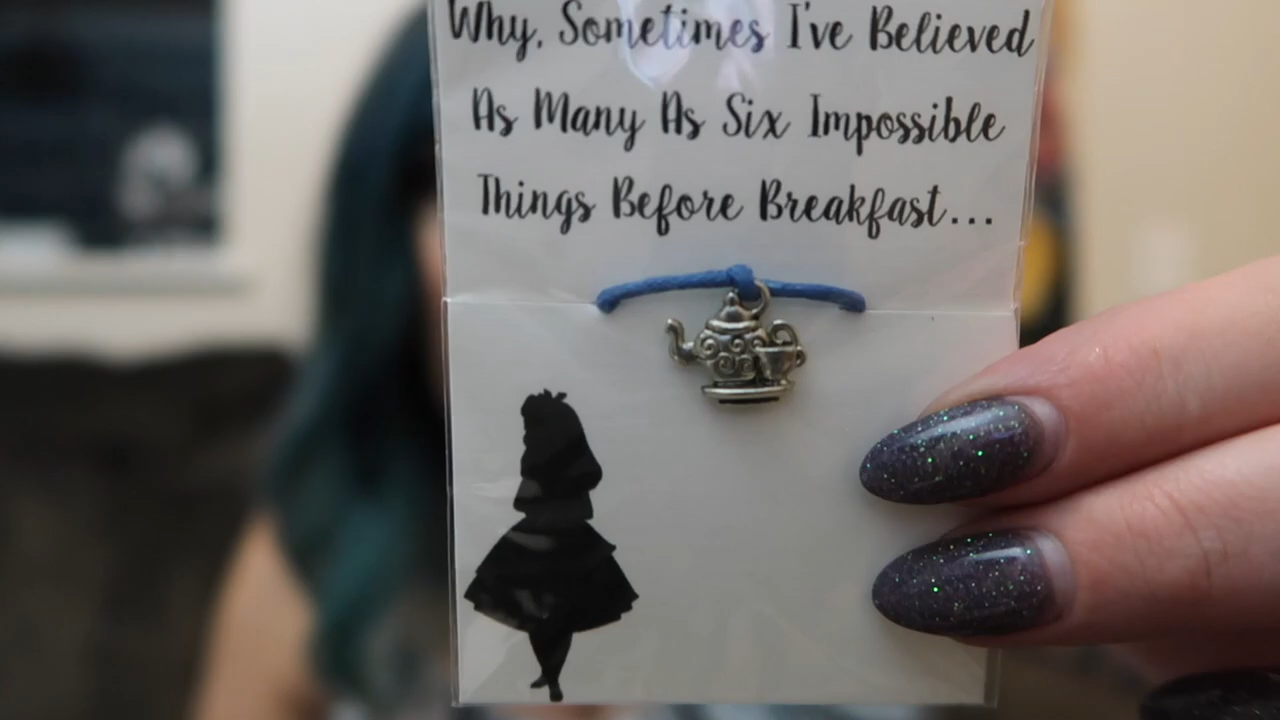 Why, Sometimes I've Believed
As Many As Six Impossible
Things Before Breakfast...